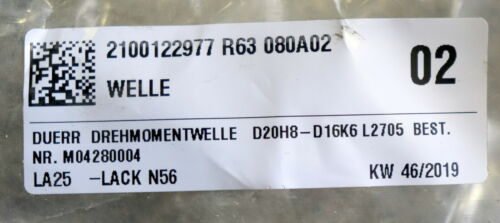 2100122977 R63 080A02
02
WELLE
DUERR DREHMOMENTWELLE D20H8-D16K6 L2705 BEST.
NR. M04280004
LA25 -LACK N56 KW 46/2019